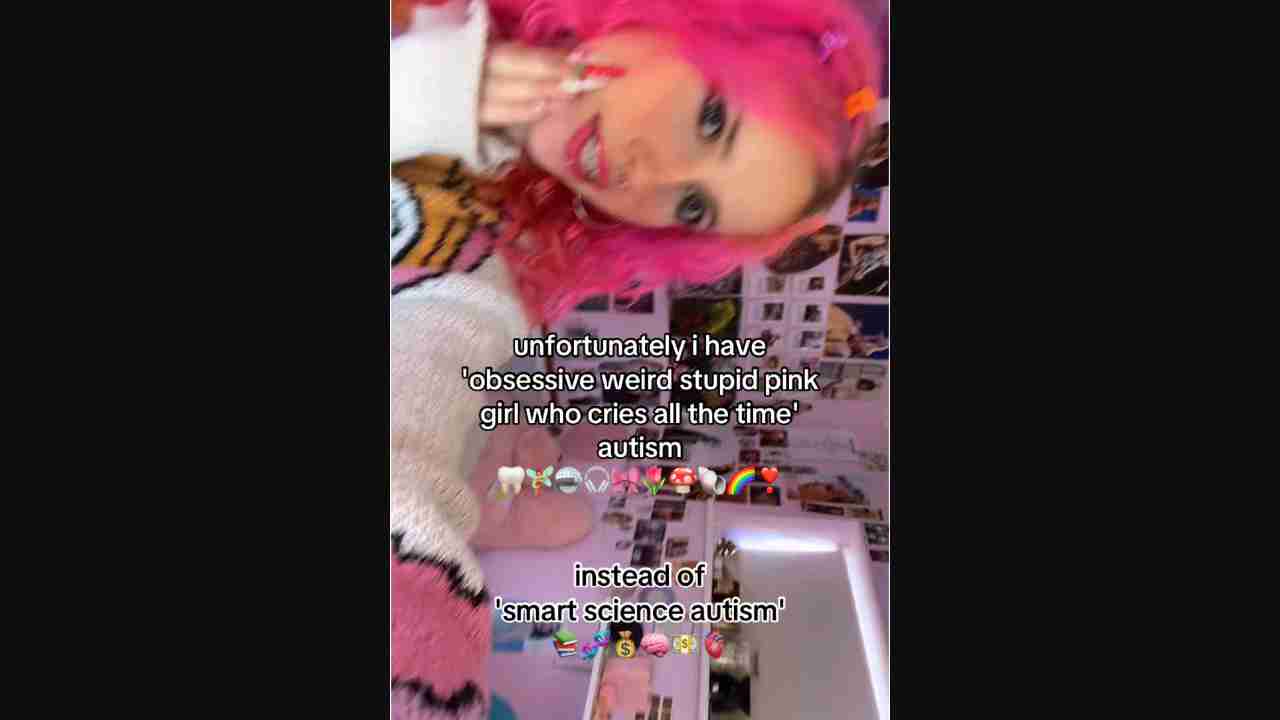 unfortunately i have
'obsessive weird stupid pink
girl who cries all the time'
autism
🦷🧚🪩🎧🎀🌷🍄🦪🌈❣️
instead of
'smart science autism'
📚🧬💰🧠💵🫀